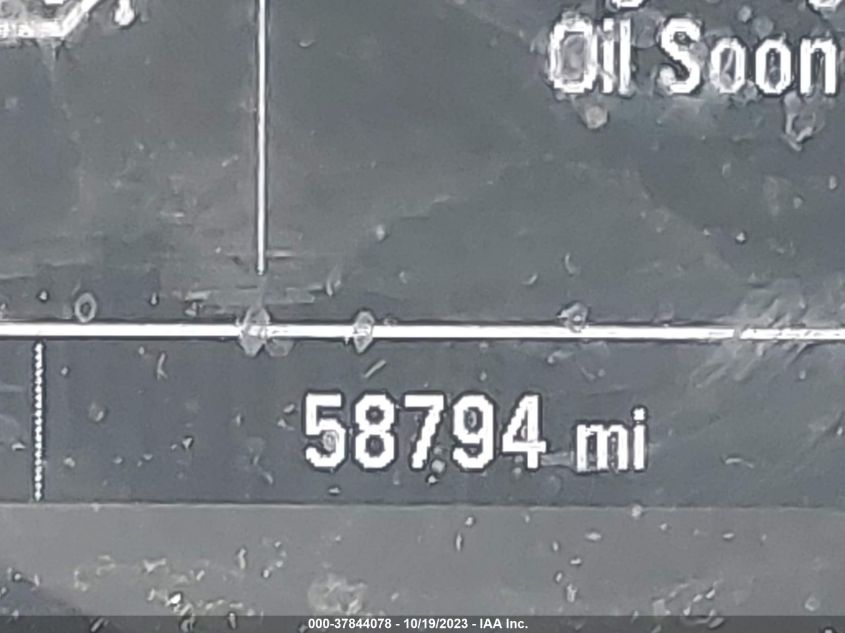 Oil Soon
58794 mi
000-37844078 - 10/19/2023 - IAA Inc.